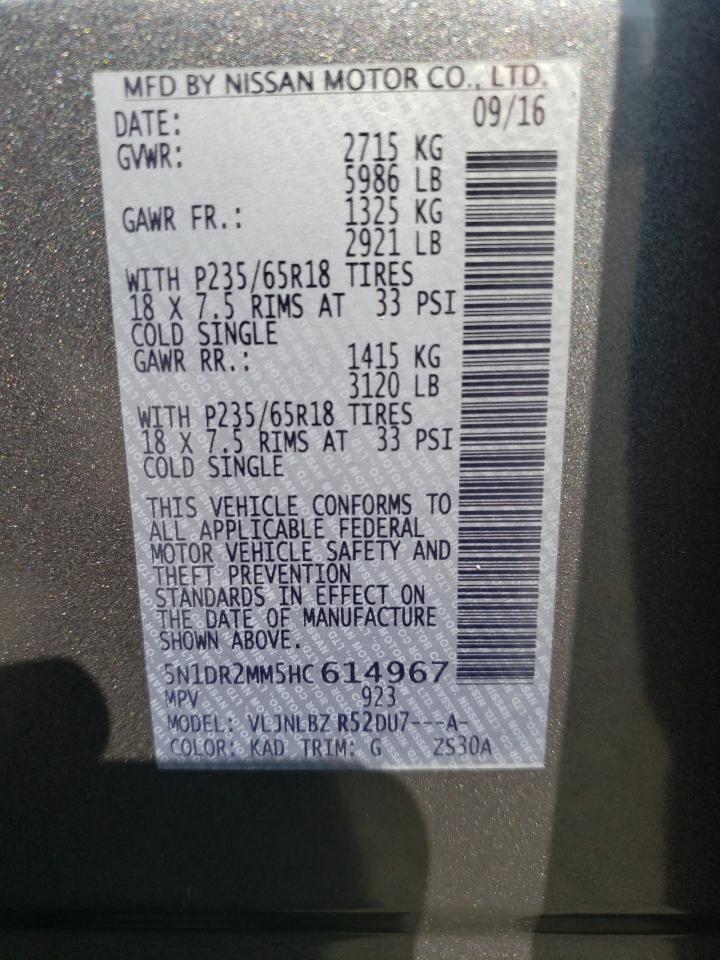 MFD BY NISSAN MOTOR CO., LTD.
DATE: 09/16
GVWR: 2715 KG
5986 LB
GAWR FR.: 1325 KG
2921 LB
WITH P235/65R18 TIRES
18 X 7.5 RIMS AT 33 PSI
COLD SINGLE
GAWR RR.: 1415 KG
3120 LB
WITH P235/65R18 TIRES
18 X 7.5 RIMS AT 33 PSI
COLD SINGLE
THIS VEHICLE CONFORMS TO
ALL APPLICABLE FEDERAL
MOTOR VEHICLE SAFETY AND
THEFT PREVENTION
STANDARDS IN EFFECT ON
THE DATE OF MANUFACTURE
SHOWN ABOVE.
5N1DR2MM5HC614967
MPV 923
MODEL: VLJNLBZ R52DU7---A-
COLOR: KAD TRIM: G ZS30A